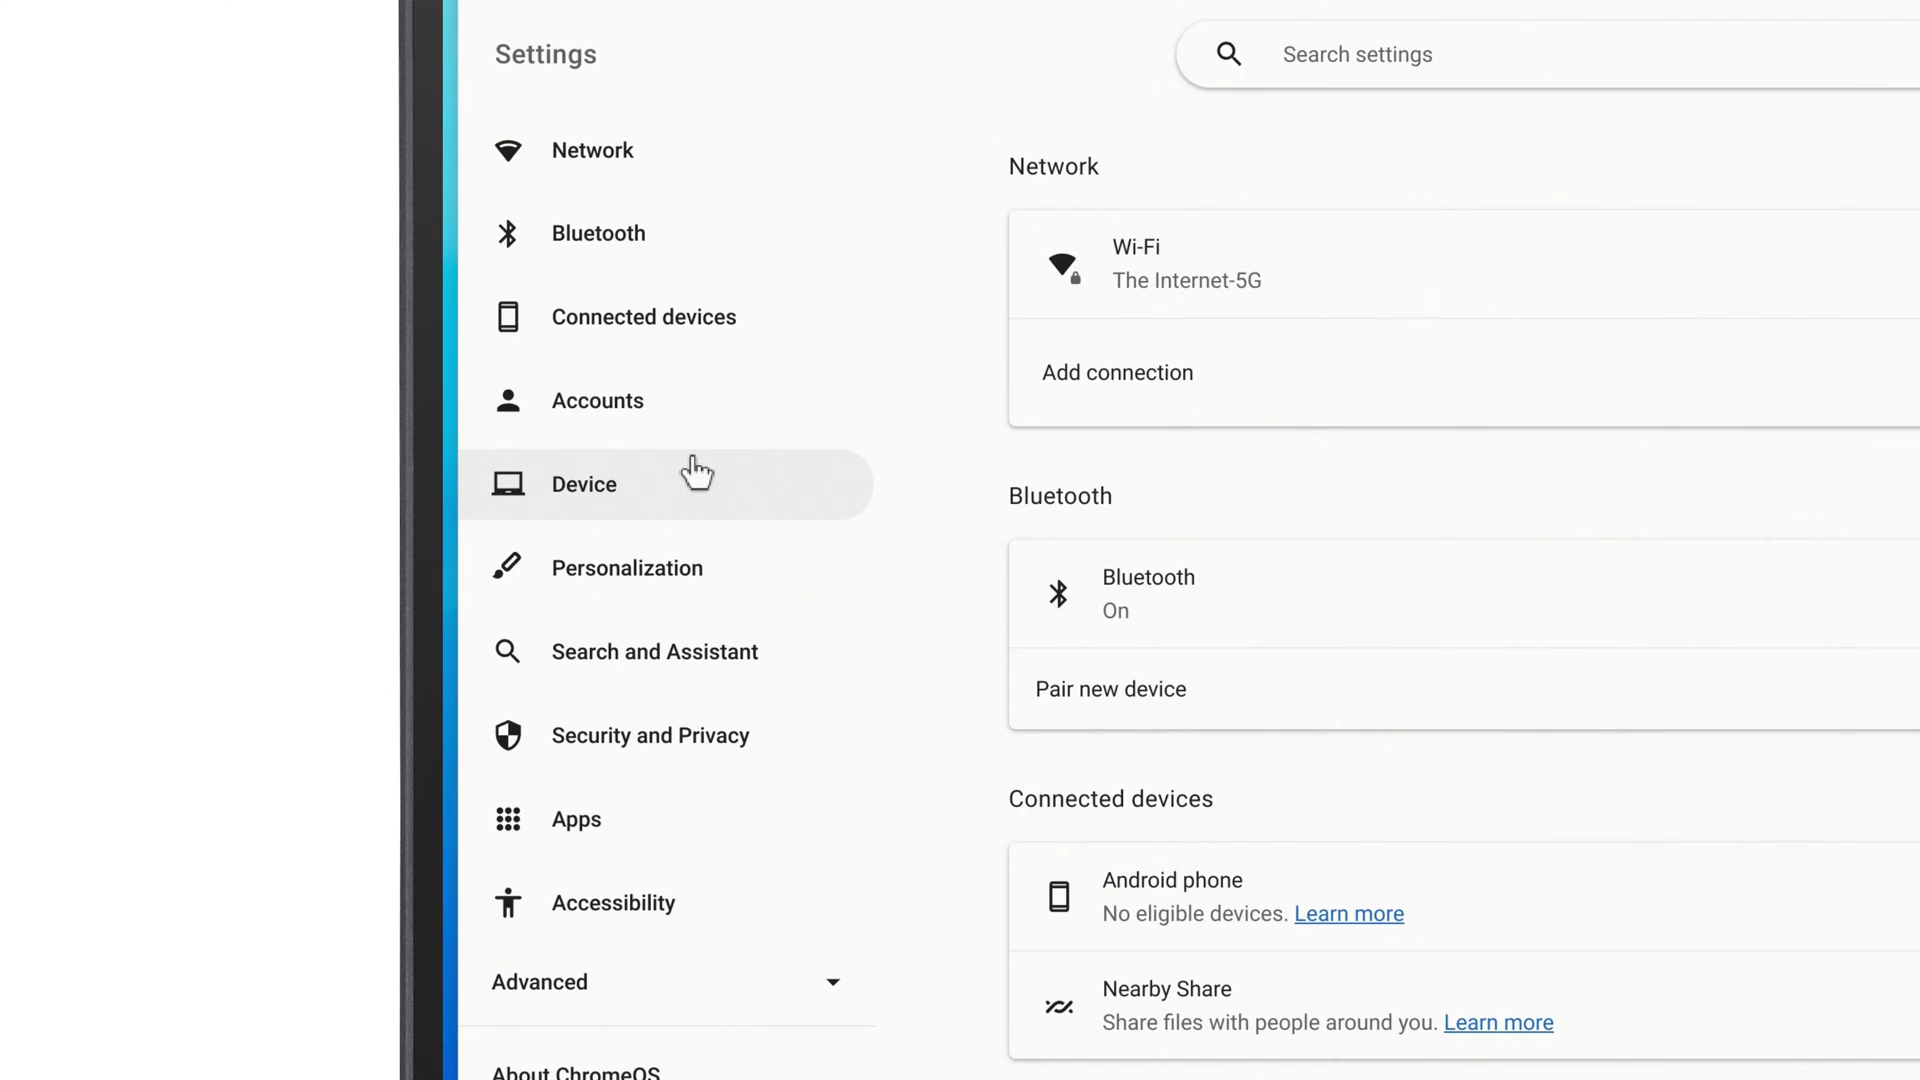 Settings
Search settings
Network
Bluetooth
Connected devices
Accounts
Device
Personalization
Search and Assistant
Security and Privacy
Apps
Accessibility
Advanced
About ChromeOS
Network
Wi-Fi
The Internet-5G
Add connection
Bluetooth
Bluetooth
On
Pair new device
Connected devices
Android phone
No eligible devices. Learn more
Nearby Share
Share files with people around you. Learn more